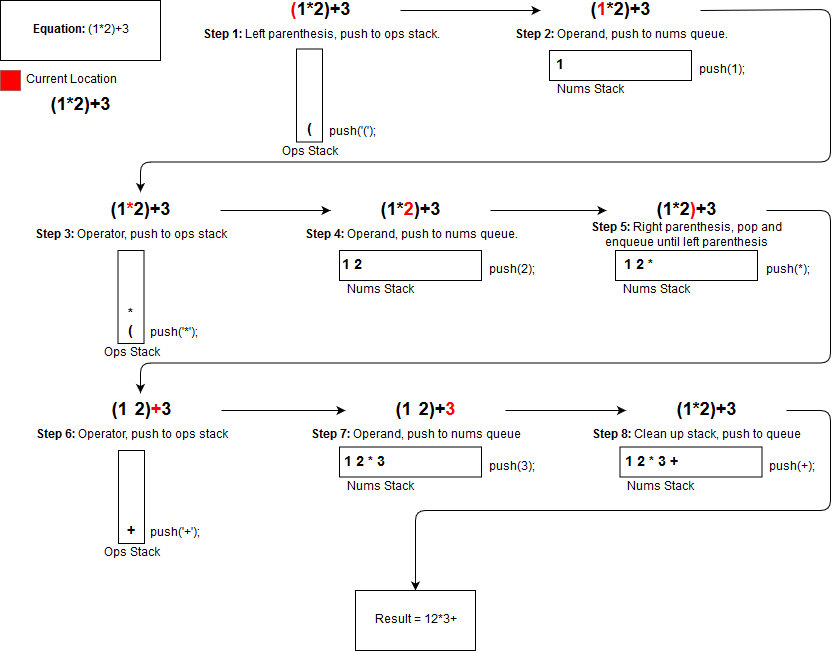 Equation: (1*2)+3
Current Location
(1*2)+3
(1*2)+3
Step 1: Left parenthesis, push to ops stack.
(
push('(');
Ops Stack
(1*2)+3
Step 2: Operand, push to nums queue.
1
push(1);
Nums Stack
(1*2)+3
Step 3: Operator, push to ops stack
*
(
push('*');
Ops Stack
(1*2)+3
Step 4: Operand, push to nums queue.
1 2
push(2);
Nums Stack
(1*2)+3
Step 5: Right parenthesis, pop and
enqueue until left parenthesis
1 2 *
push(*);
Nums Stack
(1 2)+3
Step 6: Operator, push to ops stack
+
push('+');
Ops Stack
(1 2)+3
Step 7: Operand, push to nums queue
1 2 * 3
push(3);
Nums Stack
(1*2)+3
Step 8: Clean up stack, push to queue
1 2 * 3 +
push(+);
Nums Stack
Result = 12*3+